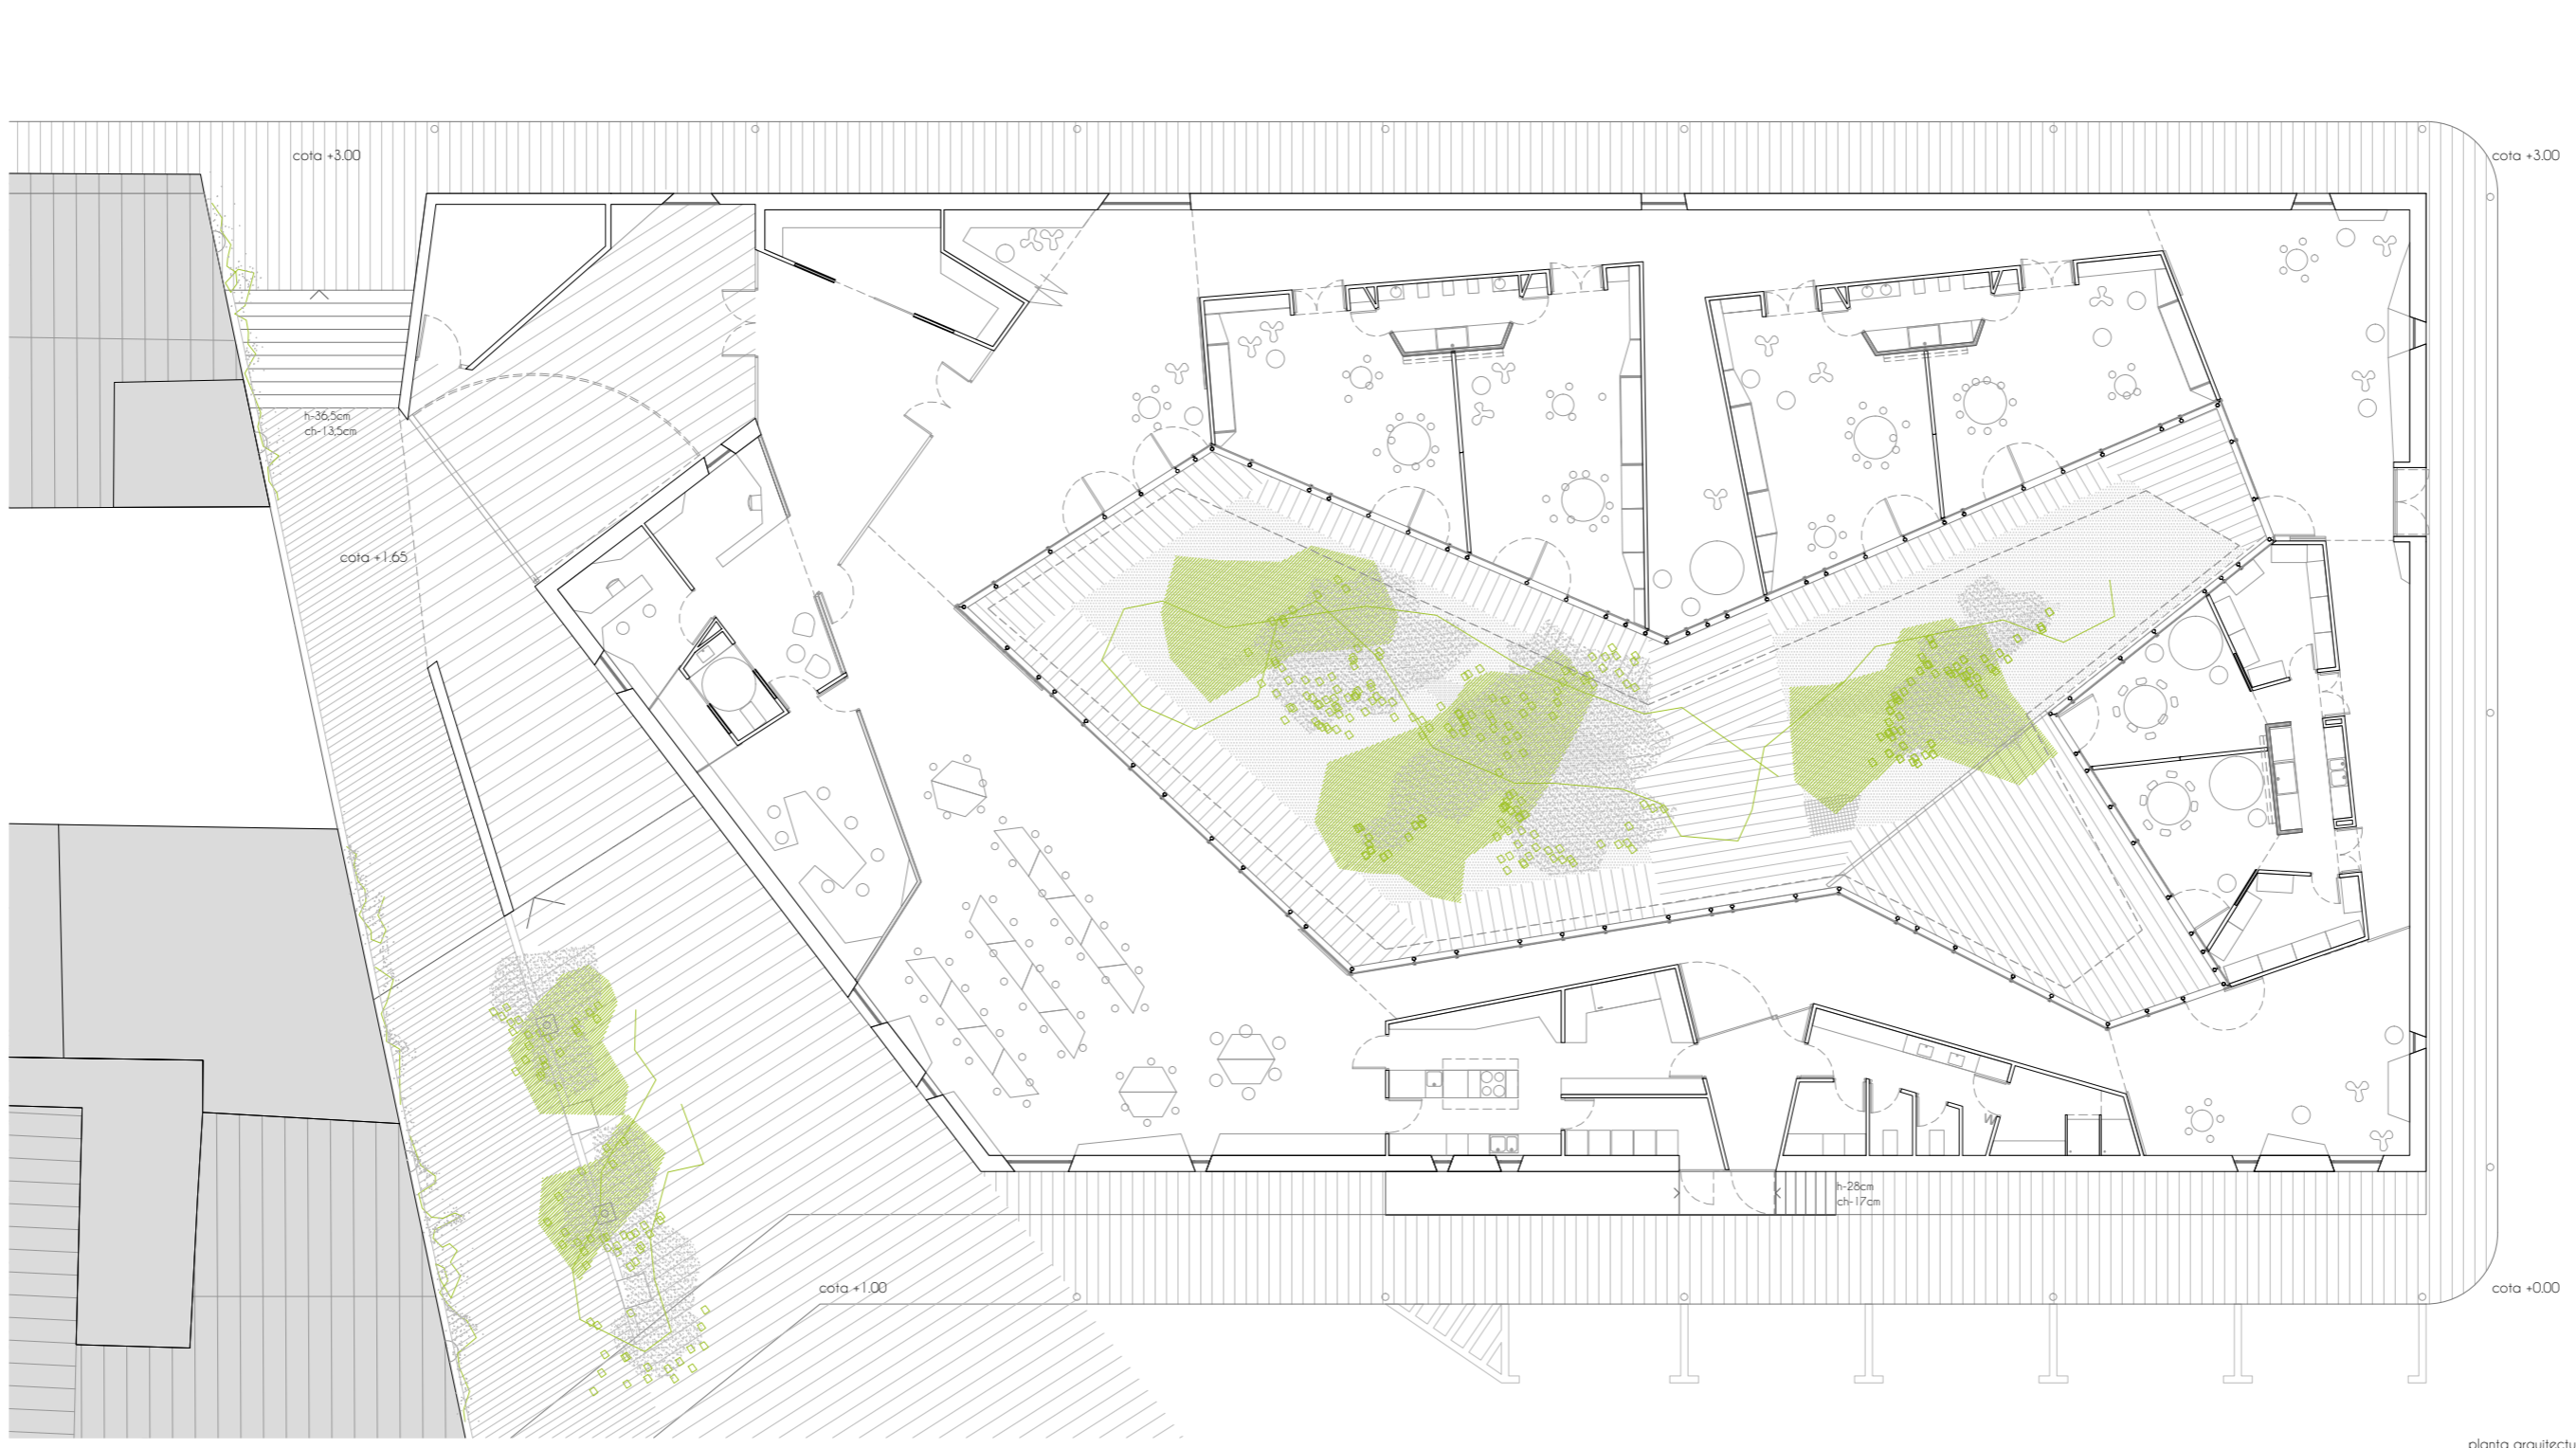 cota +3.00
cota +3.00
h-36,5cm
ch-13,5cm
cota +1.65
h-28cm
ch-17cm
cota +1.00
cota +0.00